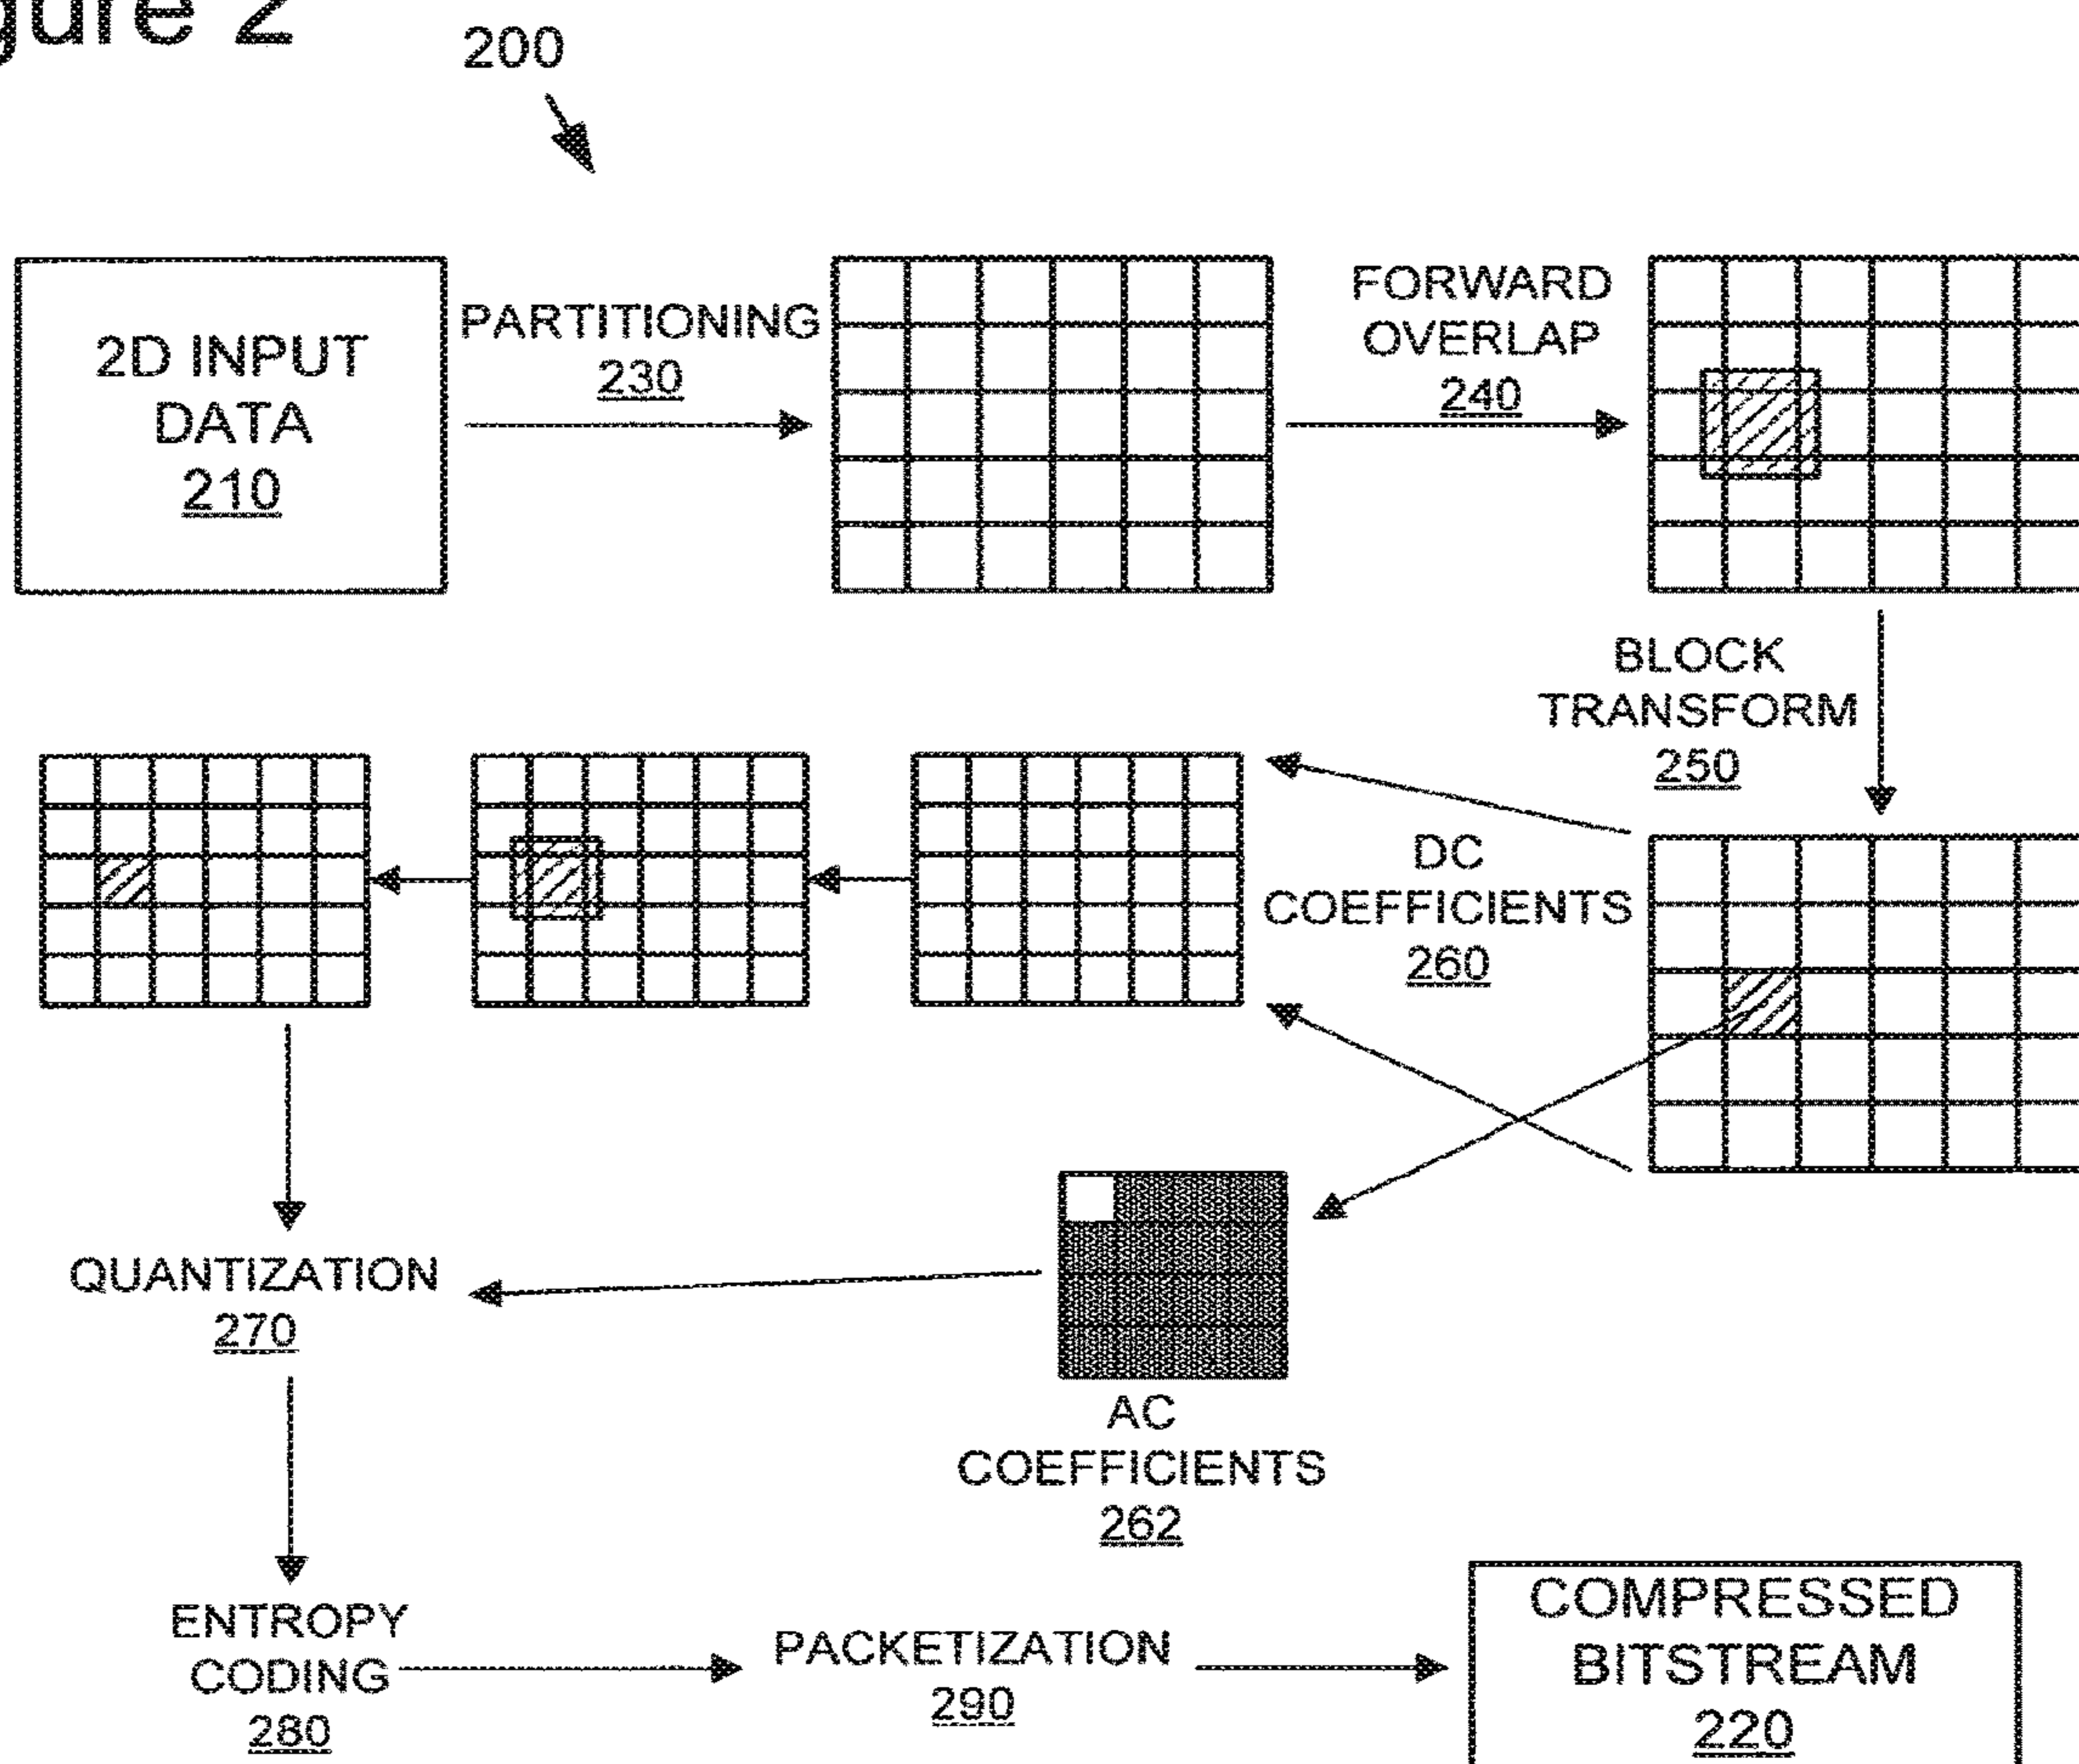 gure 2
200
2D INPUT
DATA
210
PARTITIONING
230
FORWARD
OVERLAP
240
BLOCK
TRANSFORM
250
DC
COEFFICIENTS
260
QUANTIZATION
270
AC
COEFFICIENTS
262
ENTROPY
CODING
280
PACKETIZATION
290
COMPRESSED
BITSTREAM
220